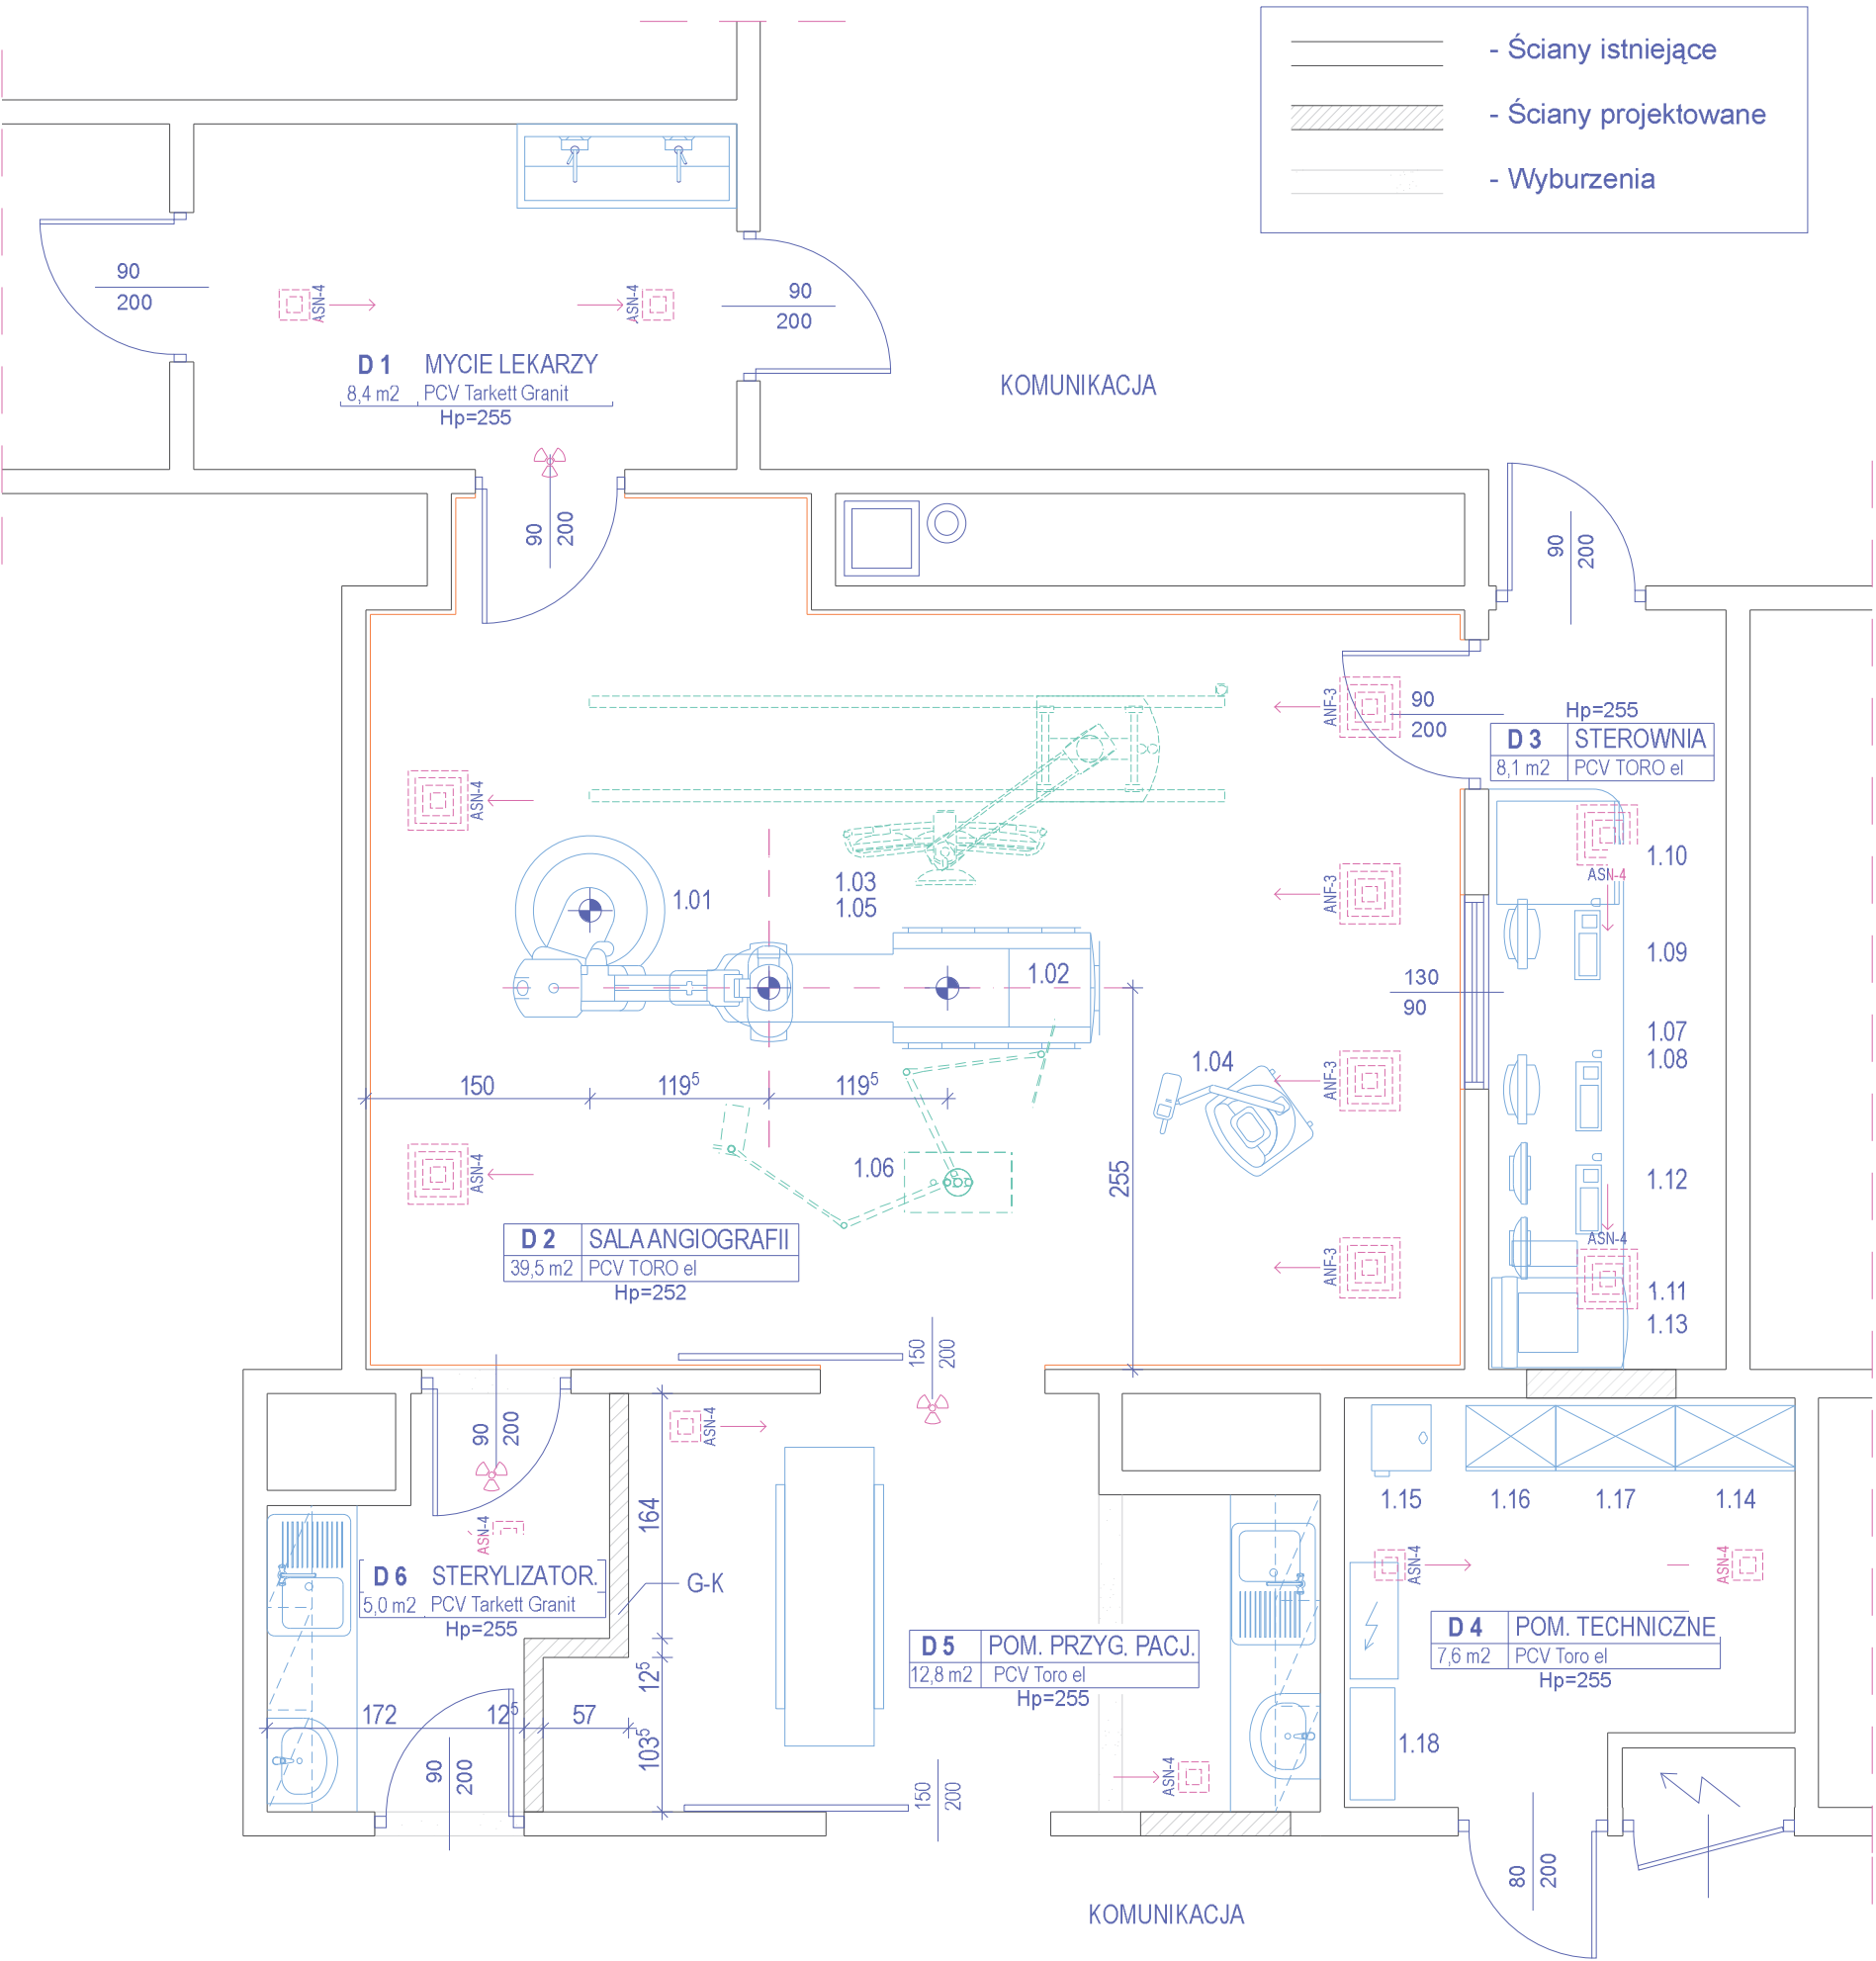 - Ściany istniejące
- Ściany projektowane
- Wyburzenia
90
200
ASN-4
ASN-4
90
200
D 1 MYCIE LEKARZY
8,4 m2 PCV Tarkett Granit
Hp=255
KOMUNIKACJA
90
200
90
200
ANF-3
90
200
Hp=255
D 3 STEROWNIA
8,1 m2 PCV TORO el
ASN-4
1.01
1.03
1.05
ANF-3
1.10
ASN-4
1.09
1.02
130
90
1.07
1.08
150
119⁵
119⁵
1.04
ANF-3
ASN-4
1.06
255
1.12
D 2 SALA ANGIOGRAFII
39,5 m2 PCV TORO el
Hp=252
ANF-3
ASN-4
1.11
1.13
150
200
90
200
ASN-4
164
1.15
1.16
1.17
1.14
ASN-4
D 6 STERYLIZATOR.
5,0 m2 PCV Tarkett Granit
Hp=255
G-K
ASN-4
ASN-4
D 5 POM. PRZYG. PACJ.
12,8 m2 PCV Toro el
Hp=255
D 4 POM. TECHNICZNE
7,6 m2 PCV Toro el
Hp=255
12⁵
172
12⁵
57
103⁵
1.18
90
200
150
200
ASN-4
80
200
KOMUNIKACJA